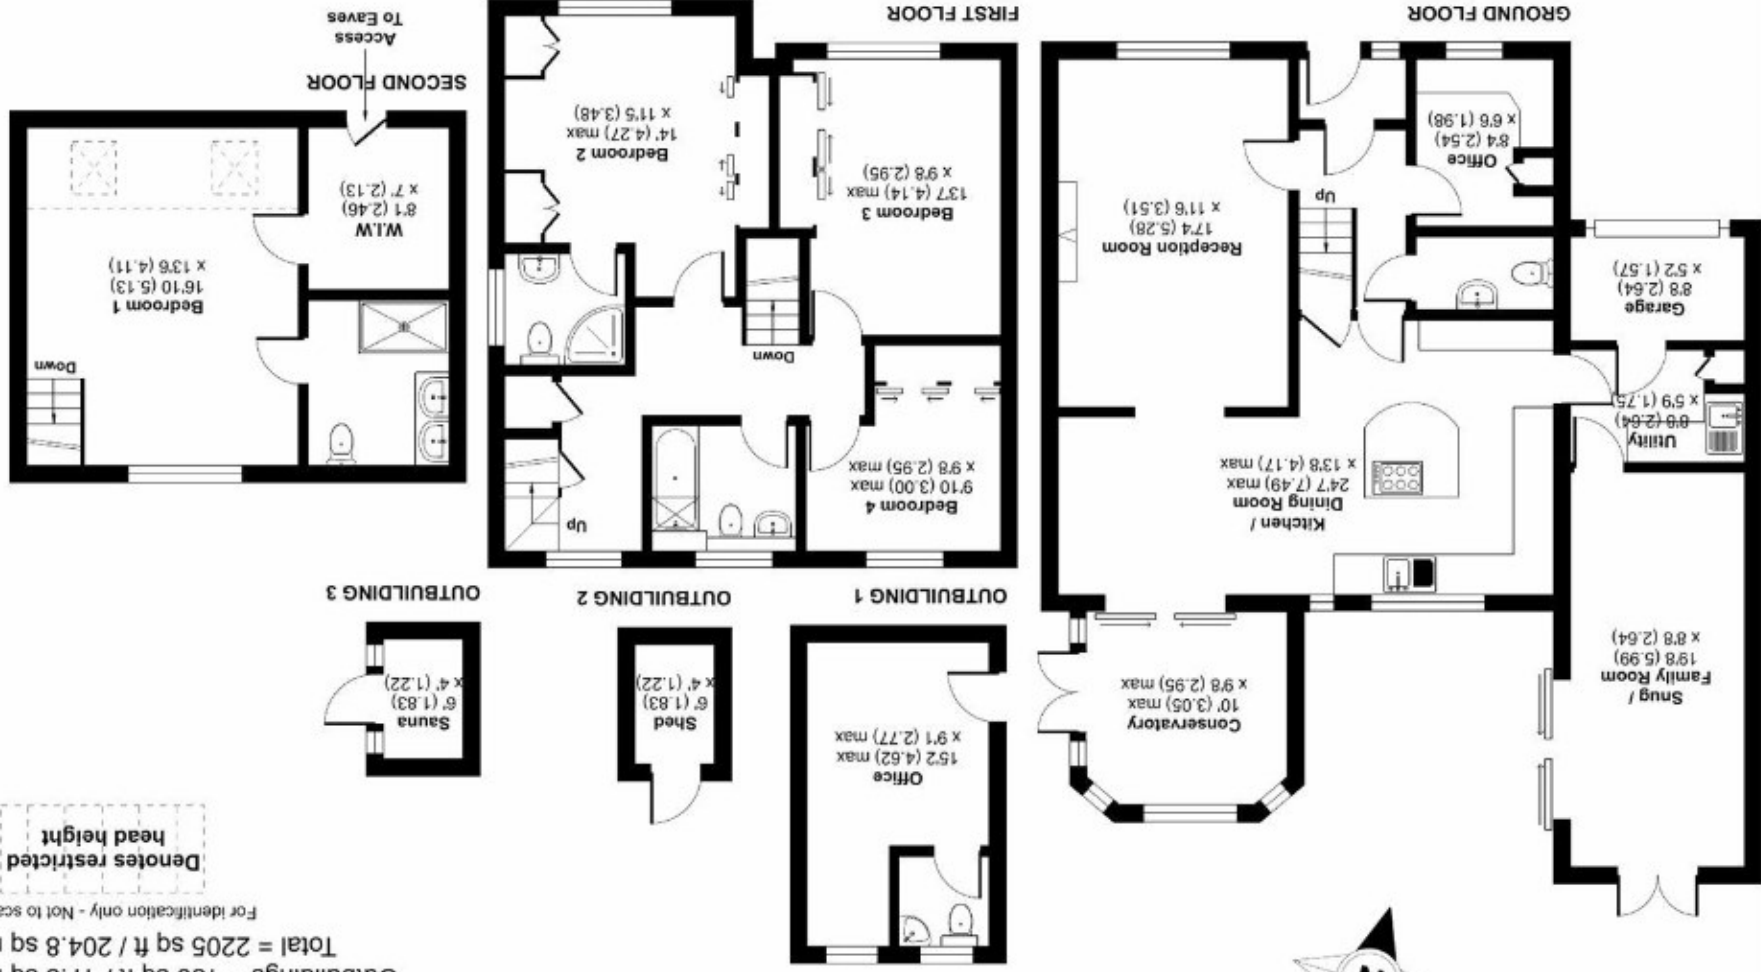 Outbuildings = sq ft / sq
Total = 2205 sq ft / 204.8 sq
For identification only - Not to
Denotes restricted
head height
Snug /
Family Room
19'8 (5.99)
x 8'8 (2.64)
Utility
8'8 (2.64)
x 5'9 (1.75)
Garage
8'8 (2.64)
x 5'2 (1.57)
Conservatory
10' (3.05) max
x 9'8 (2.95) max
Kitchen /
Dining Room
24'7 (7.49) max
x 13'8 (4.17) max
Reception Room
17'4 (5.28)
x 11'6 (3.51)
Up
Office
8'4 (2.54)
x 6'6 (1.98)
GROUND FLOOR
Office
15'2 (4.62) max
x 9'1 (2.77) max
OUTBUILDING 1
Shed
6' (1.83)
x 4' (1.22)
OUTBUILDING 2
Sauna
6' (1.83)
x 4' (1.22)
OUTBUILDING 3
Bedroom 4
9'10 (3.00) max
x 9'8 (2.95) max
Up
Down
Bedroom 3
13'7 (4.14) max
x 9'8 (2.95)
Bedroom 2
14' (4.27) max
x 11'5 (3.48)
FIRST FLOOR
Down
Bedroom 1
16'10 (5.13)
x 13'6 (4.11)
W.I.W
8'1 (2.46)
x 7' (2.13)
SECOND FLOOR
Access
To Eaves